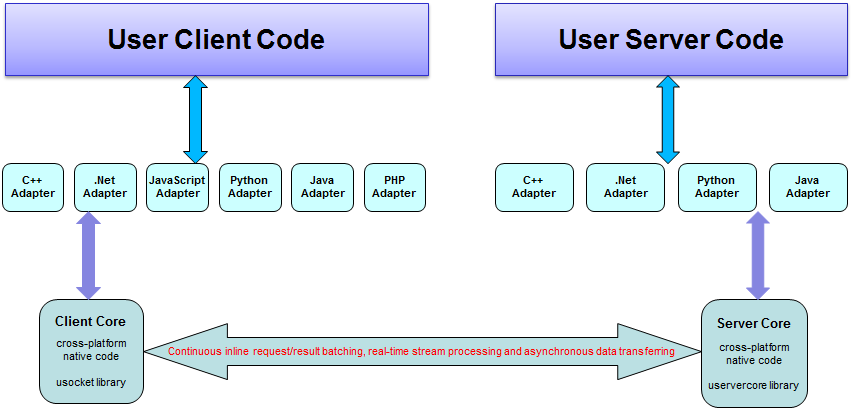 User Client Code
User Server Code
C++
Adapter
.Net
Adapter
JavaScript
Adapter
Python
Adapter
Java
Adapter
PHP
Adapter
C++
Adapter
.Net
Adapter
Python
Adapter
Java
Adapter
Client Core
cross-platform
native code
usocket library
Continuous inline request/result batching, real-time stream processing and asynchronous data transferring
Server Core
cross-platform
native code
uservercore library